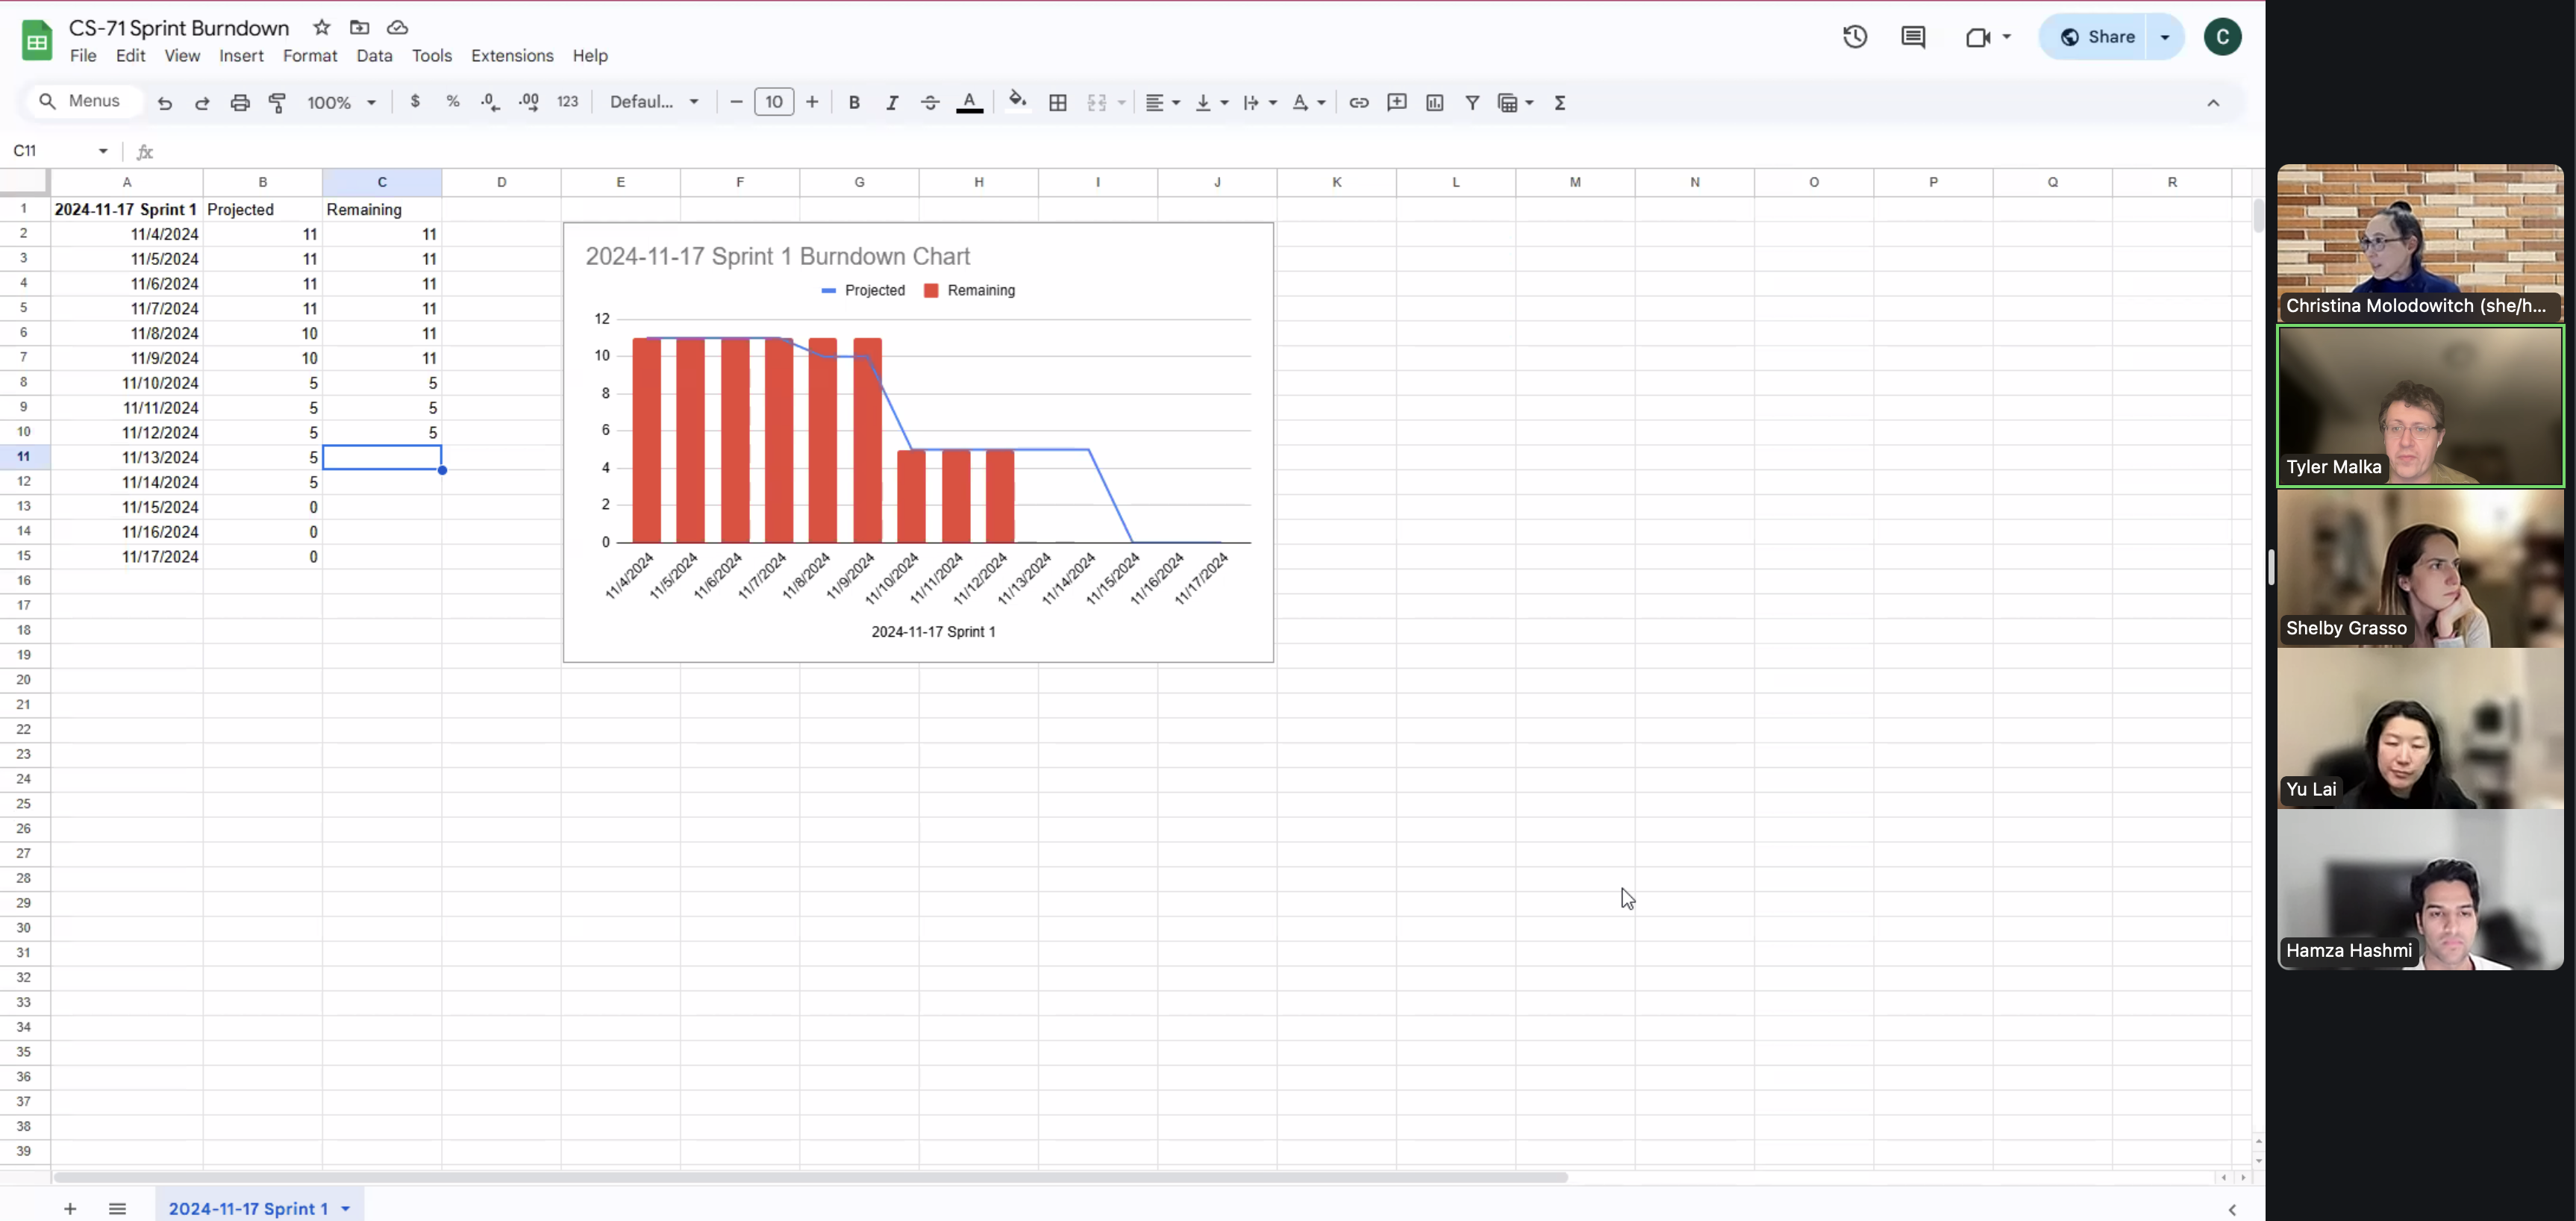 CS-71 Sprint Burndown
File Edit View Insert Format Data Tools Extensions Help
Share
C
Menus 100% $ % .0 .00 123 Defaul... 10 B I A A Σ
C11 fx
A B C D E F G H I J K L M N O P Q R
1 2024-11-17 Sprint 1 Projected Remaining
2 11/4/2024 11 11
3 11/5/2024 11 11
4 11/6/2024 11 11
5 11/7/2024 11 11
6 11/8/2024 10 11
7 11/9/2024 10 11
8 11/10/2024 5 5
9 11/11/2024 5 5
10 11/12/2024 5 5
11 11/13/2024 5
12 11/14/2024 5
13 11/15/2024 0
14 11/16/2024 0
15 11/17/2024 0
16
17
18
19
20
21
22
23
24
25
26
27
28
29
30
31
32
33
34
35
36
37
38
39
2024-11-17 Sprint 1 Burndown Chart
Projected Remaining
12
10
8
6
4
2
0
11/4/2024 11/5/2024 11/6/2024 11/7/2024 11/8/2024 11/9/2024 11/10/2024 11/11/2024 11/12/2024 11/13/2024 11/14/2024 11/15/2024 11/16/2024 11/17/2024
2024-11-17 Sprint 1
2024-11-17 Sprint 1
Christina Molodowitch (she/h...
Tyler Malka
Shelby Grasso
Yu Lai
Hamza Hashmi